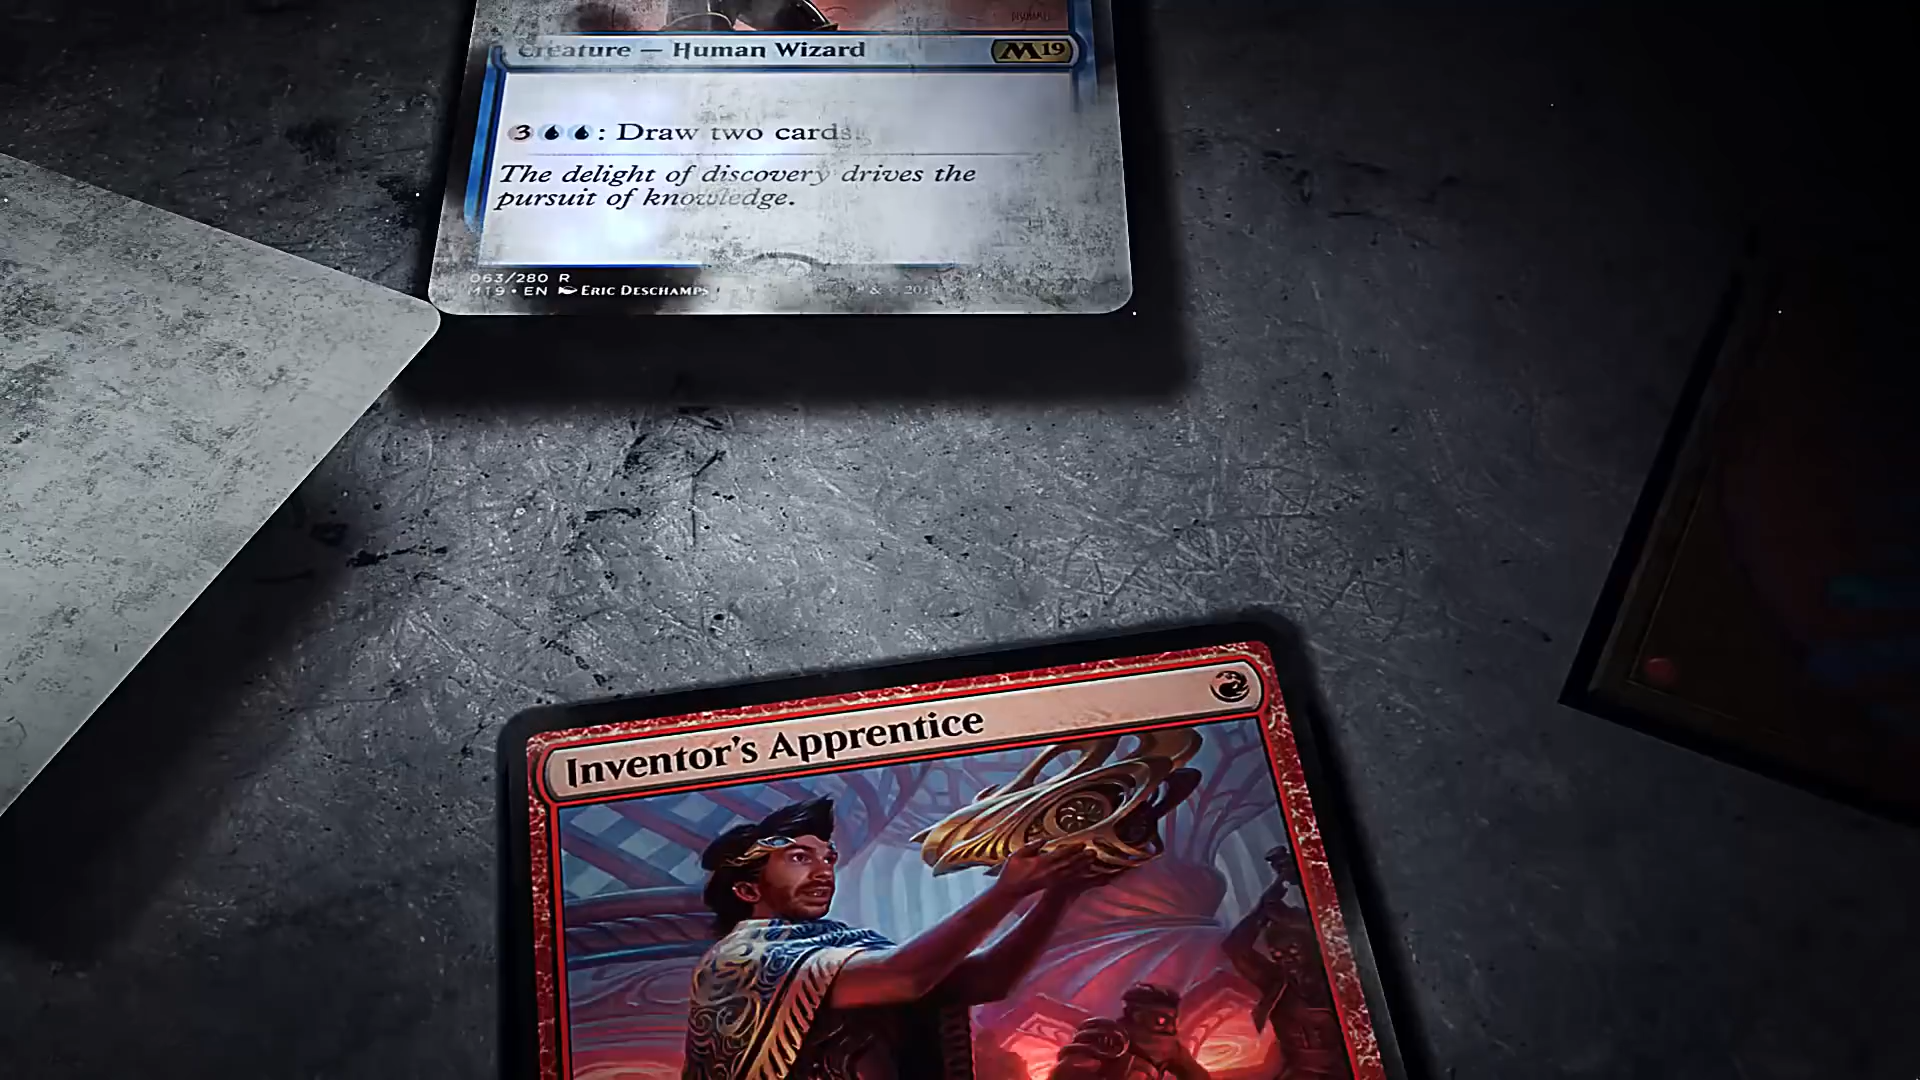 Creature — Human Wizard M19
3: Draw two cards.
The delight of discovery drives the
pursuit of knowledge.
063/280 R
M19 • EN Eric Deschamps
Inventor's Apprentice